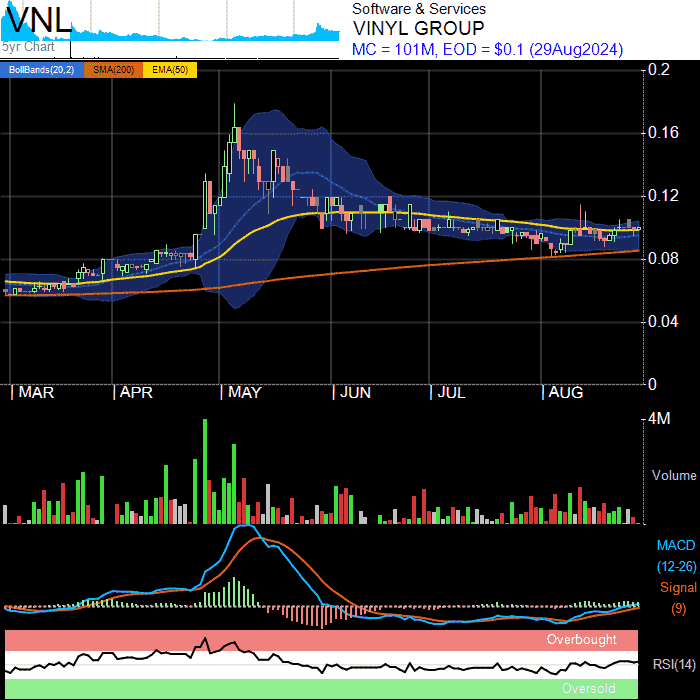 VNL
5yr Chart
Software & Services
VINYL GROUP
MC = 101M, EOD = $0.1 (29Aug2024)
BollBands(20,2) SMA(200) EMA(50)
0.2
0.16
0.12
0.08
0.04
0
MAR APR MAY JUN JUL AUG
4M
Volume
MACD
(12-26)
Signal
(9)
Overbought
RSI(14)
Oversold